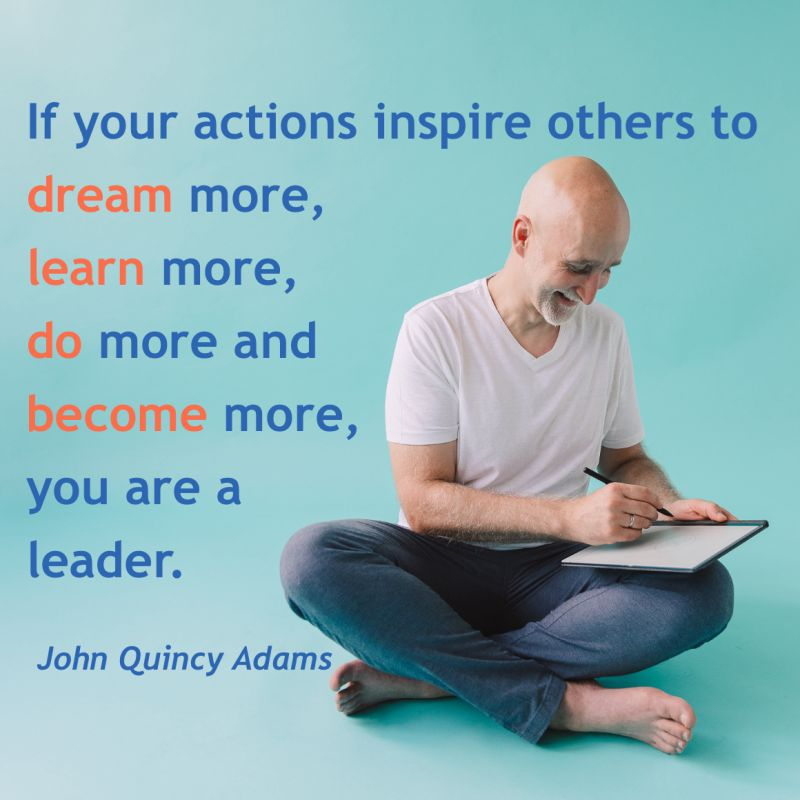 If your actions inspire others to
dream more,
learn more,
do more and
become more,
you are a
leader.
John Quincy Adams